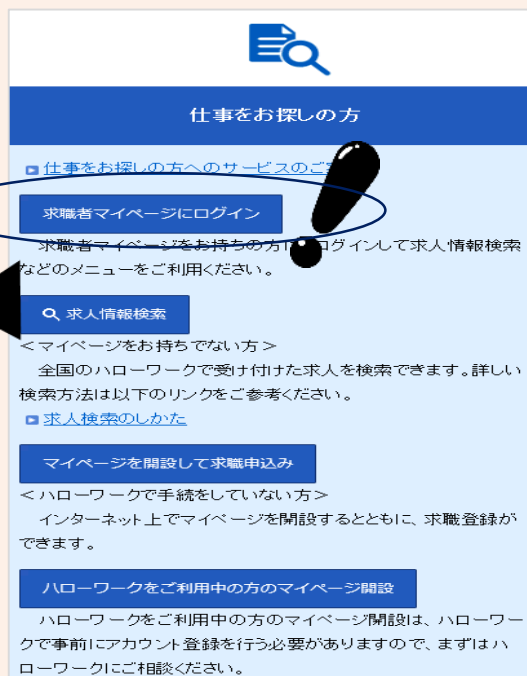 仕事をお探しの方
仕事をお探しの方へのサービスのご
求職者マイページにログイン
求職者マイページをお持ちの方は ログインして求人情報検索
などのメニューをご利用ください。
求人情報検索
＜マイページをお持ちでない方＞
全国のハローワークで受け付けた求人を検索できます。詳しい
検索方法は以下のリンクをご参考ください。
求人検索のしかた
マイページを開設して求職申込み
＜ハローワークで手続をしていない方＞
インターネット上でマイページを開設するとともに、求職登録が
できます。
ハローワークをご利用中の方のマイページ開設
ハローワークをご利用中の方のマイページ開設は、ハローワー
クで事前にアカウント登録を行う必要がありますので、まずはハ
ローワークにご相談ください。